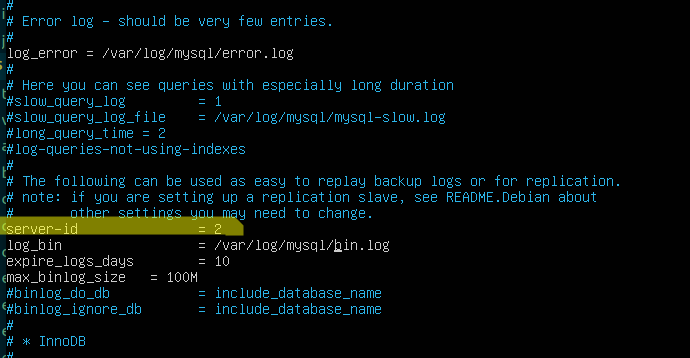 #
# Error log - should be very few entries.
#
log_error = /var/log/mysql/error.log
#
# Here you can see queries with especially long duration
#slow_query_log = 1
#slow_query_log_file = /var/log/mysql/mysql-slow.log
#long_query_time = 2
#log-queries-not-using-indexes
#
# The following can be used as easy to replay backup logs or for replication.
# note: if you are setting up a replication slave, see README.Debian about
# other settings you may need to change.
server-id = 2
log_bin = /var/log/mysql/bin.log
expire_logs_days = 10
max_binlog_size = 100M
#binlog_do_db = include_database_name
#binlog_ignore_db = include_database_name
#
# * InnoDB
#